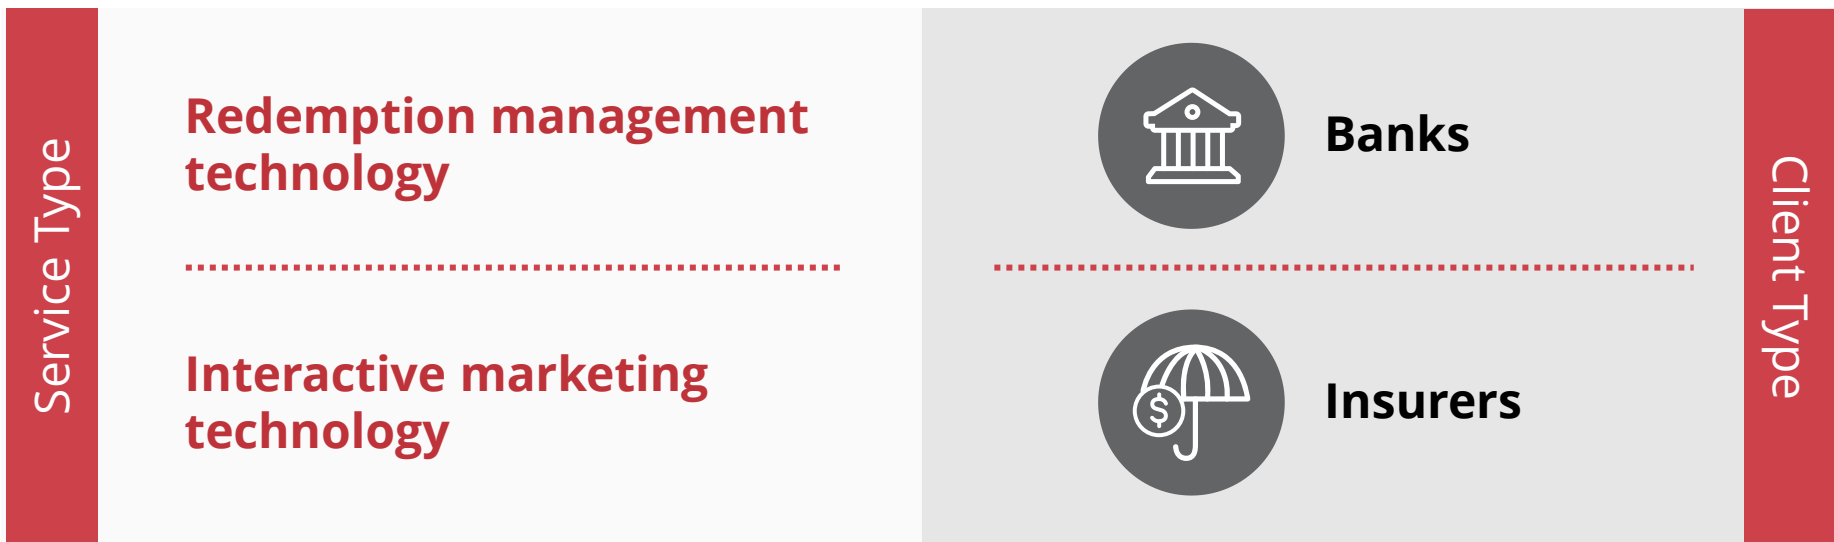 Service Type
Redemption management
technology
Interactive marketing
technology
Banks
Insurers
Client Type